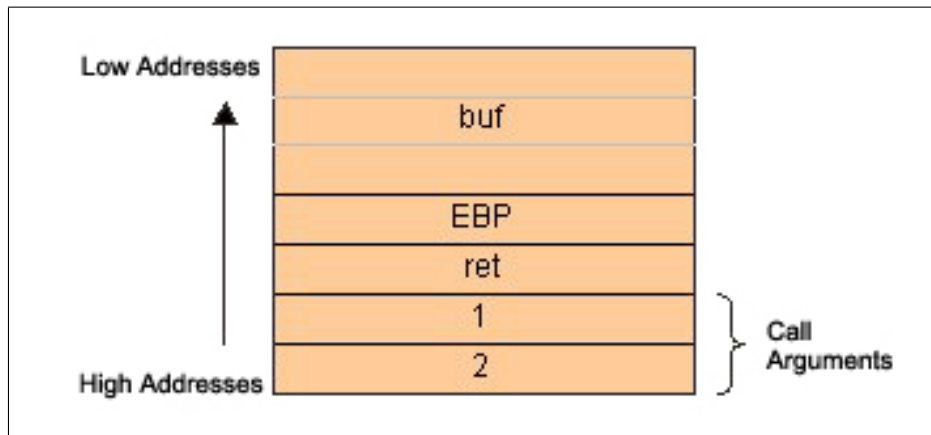 Low Addresses
buf
EBP
ret
1
Call
Arguments
2
High Addresses